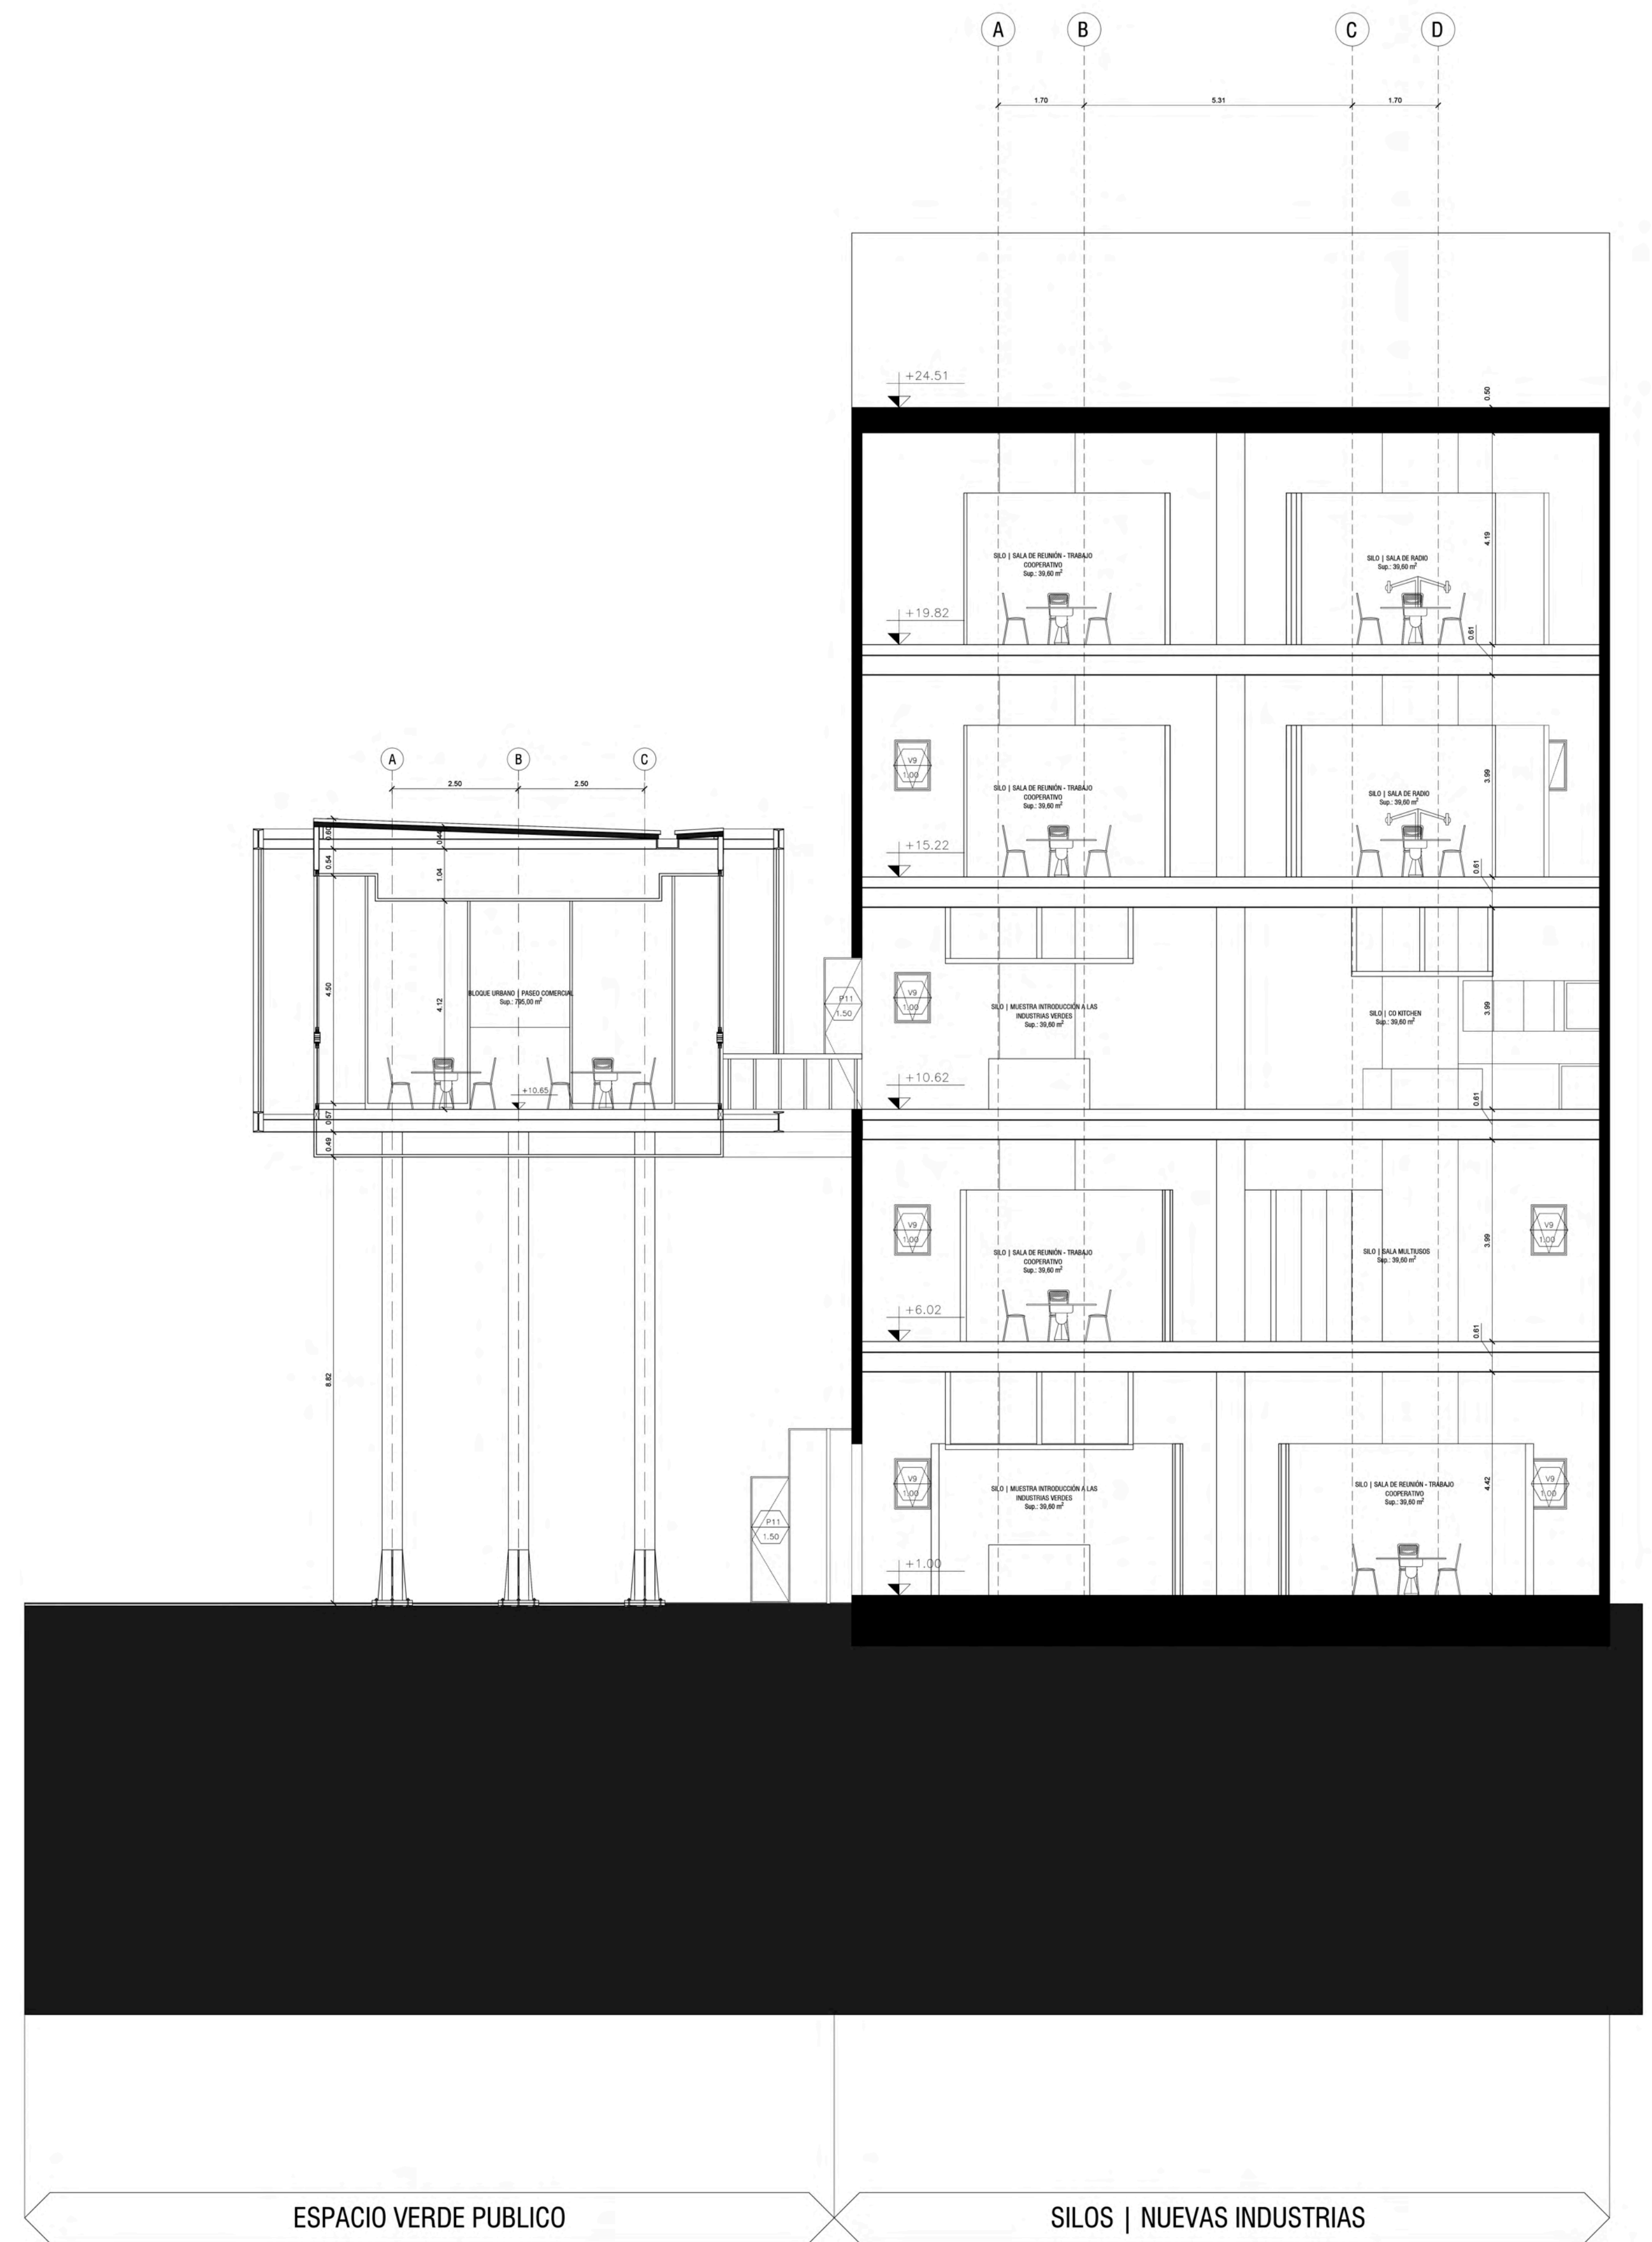 A B C D
1.70 5.31 1.70
+24.51
0.50
4.19
SILO | SALA DE REUNIÓN - TRABAJO
COOPERATIVO
Sup.: 39,60 m²
SILO | SALA DE RADIO
Sup.: 39,60 m²
+19.82
0.61
A B C
2.50 2.50
V9
1.00
3.99
SILO | SALA DE REUNIÓN - TRABAJO
COOPERATIVO
Sup.: 39,60 m²
SILO | SALA DE RADIO
Sup.: 39,60 m²
+15.22
0.61
0.60
0.44
0.54
1.04
4.50
4.12
BLOQUE URBANO | PASEO COMERCIAL
Sup.: 795,00 m²
+10.65
0.57
0.49
P11
1.50
V9
1.00
SILO | MUESTRA INTRODUCCIÓN A LAS
INDUSTRIAS VERDES
Sup.: 39,60 m²
SILO | CO KITCHEN
Sup.: 39,60 m²
3.99
+10.62
0.61
V9
1.00
SILO | SALA DE REUNIÓN - TRABAJO
COOPERATIVO
Sup.: 39,60 m²
SILO | SALA MULTIUSOS
Sup.: 39,60 m²
3.99
V9
1.00
+6.02
0.61
8.82
P11
1.50
V9
1.00
SILO | MUESTRA INTRODUCCIÓN A LAS
INDUSTRIAS VERDES
Sup.: 39,60 m²
SILO | SALA DE REUNIÓN - TRABAJO
COOPERATIVO
Sup.: 39,60 m²
4.42
V9
1.00
+1.00
ESPACIO VERDE PUBLICO
SILOS | NUEVAS INDUSTRIAS